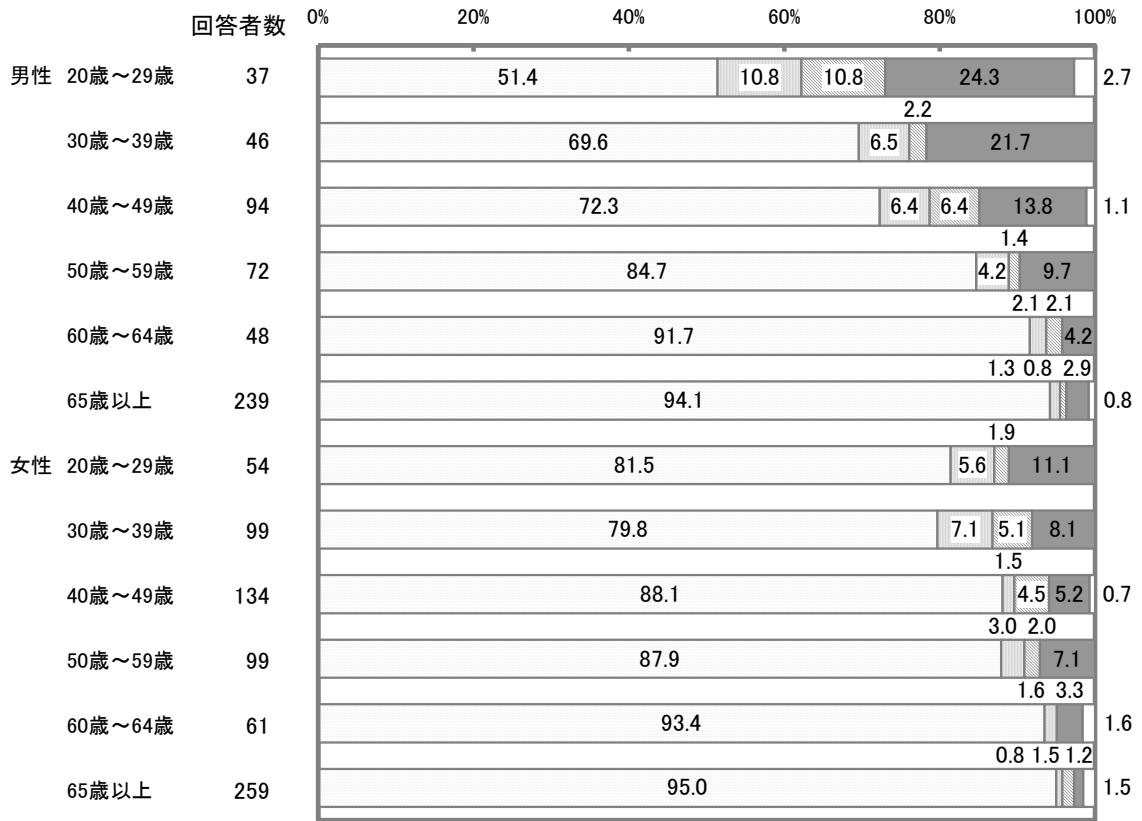 回答者数 0% 20% 40% 60% 80% 100%
男性 20歳～29歳 37 51.4 10.8 10.8 24.3 2.7
2.2
30歳～39歳 46 69.6 6.5 21.7
40歳～49歳 94 72.3 6.4 6.4 13.8 1.1
1.4
50歳～59歳 72 84.7 4.2 9.7
2.1 2.1
60歳～64歳 48 91.7 4.2
1.3 0.8 2.9
65歳以上 239 94.1 0.8
1.9
女性 20歳～29歳 54 81.5 5.6 11.1
30歳～39歳 99 79.8 7.1 5.1 8.1
1.5
40歳～49歳 134 88.1 4.5 5.2 0.7
3.0 2.0
50歳～59歳 99 87.9 7.1
1.6 3.3
60歳～64歳 61 93.4 1.6
0.8 1.5 1.2
65歳以上 259 95.0 1.5